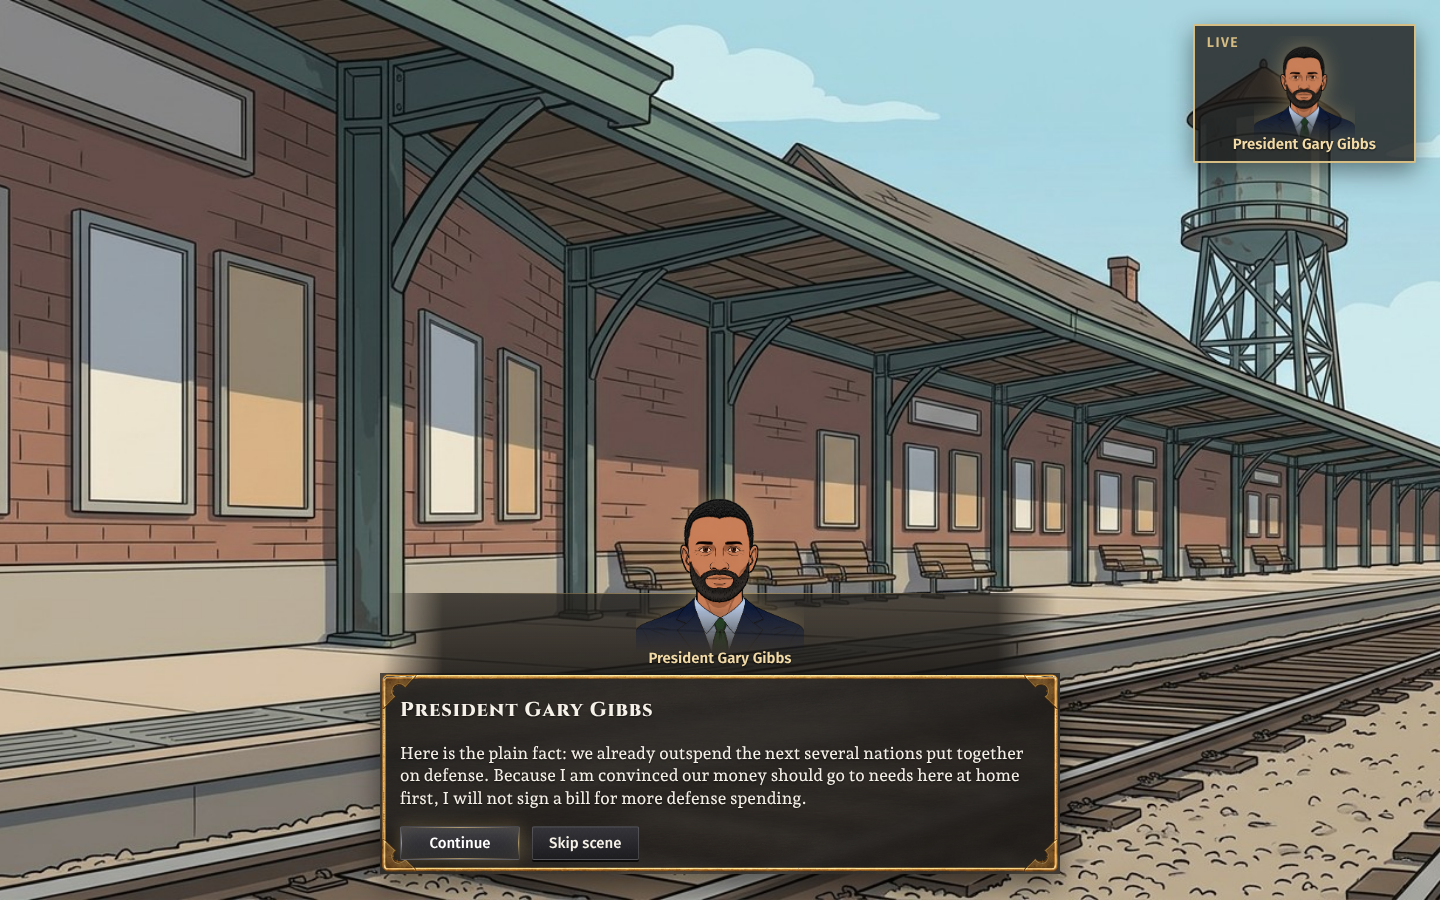 LIVE
President Gary Gibbs
President Gary Gibbs
President Gary Gibbs
Here is the plain fact: we already outspend the next several nations put together
on defense. Because I am convinced our money should go to needs here at home
first, I will not sign a bill for more defense spending.
Continue
Skip scene